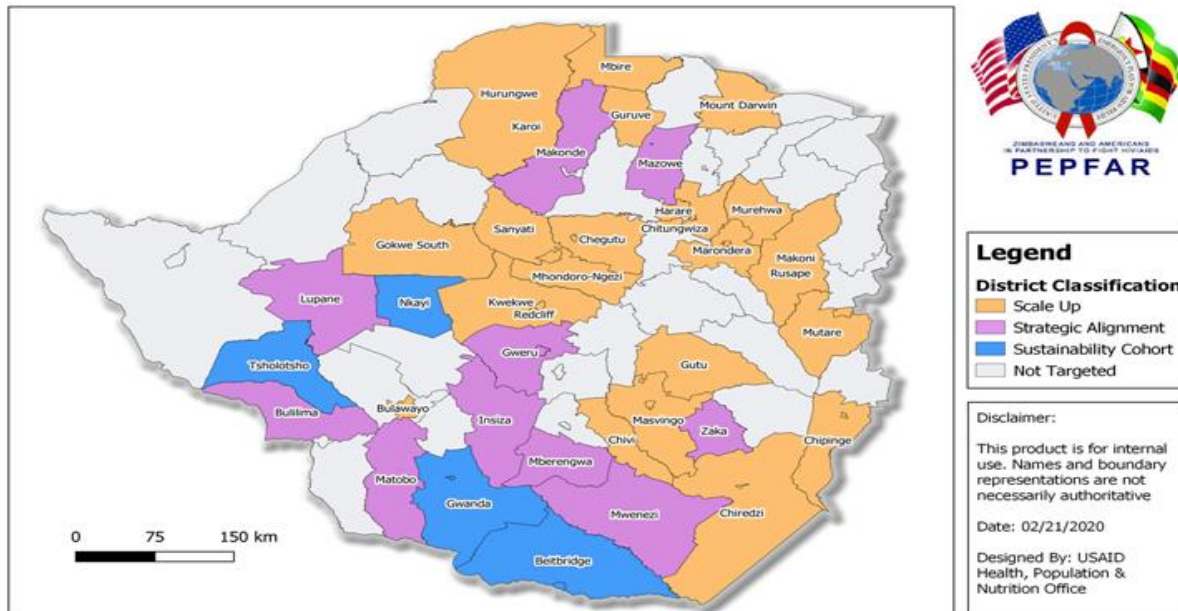 Mbire
Hurungwe
Mount Darwin
Guruve
Karoi
Makonde
Mazowe
Harare
Murehwa
Sanyati
Chitungwiza
Chegutu
Gokwe South
Marondera
Makoni
Rusape
Mhondoro-Ngezi
Lupane
Nkayi
Kwekwe
Redcliff
Mutare
Gweru
Tsholotsho
Gutu
Bulilima
Bulawayo
Insiza
Masvingo
Zaka
Chivi
Chipinge
Mberengwa
Matobo
Gwanda
Mwenezi
Chiredzi
Beitbridge
0 75 150 km
ZIMBABWEANS AND AMERICANS
IN PARTNERSHIP TO FIGHT HIV/AIDS
PEPFAR
Legend
District Classification
Scale Up
Strategic Alignment
Sustainability Cohort
Not Targeted
Disclaimer:
This product is for internal
use. Names and boundary
representations are not
necessarily authoritative
Date: 02/21/2020
Designed By: USAID
Health, Population &
Nutrition Office